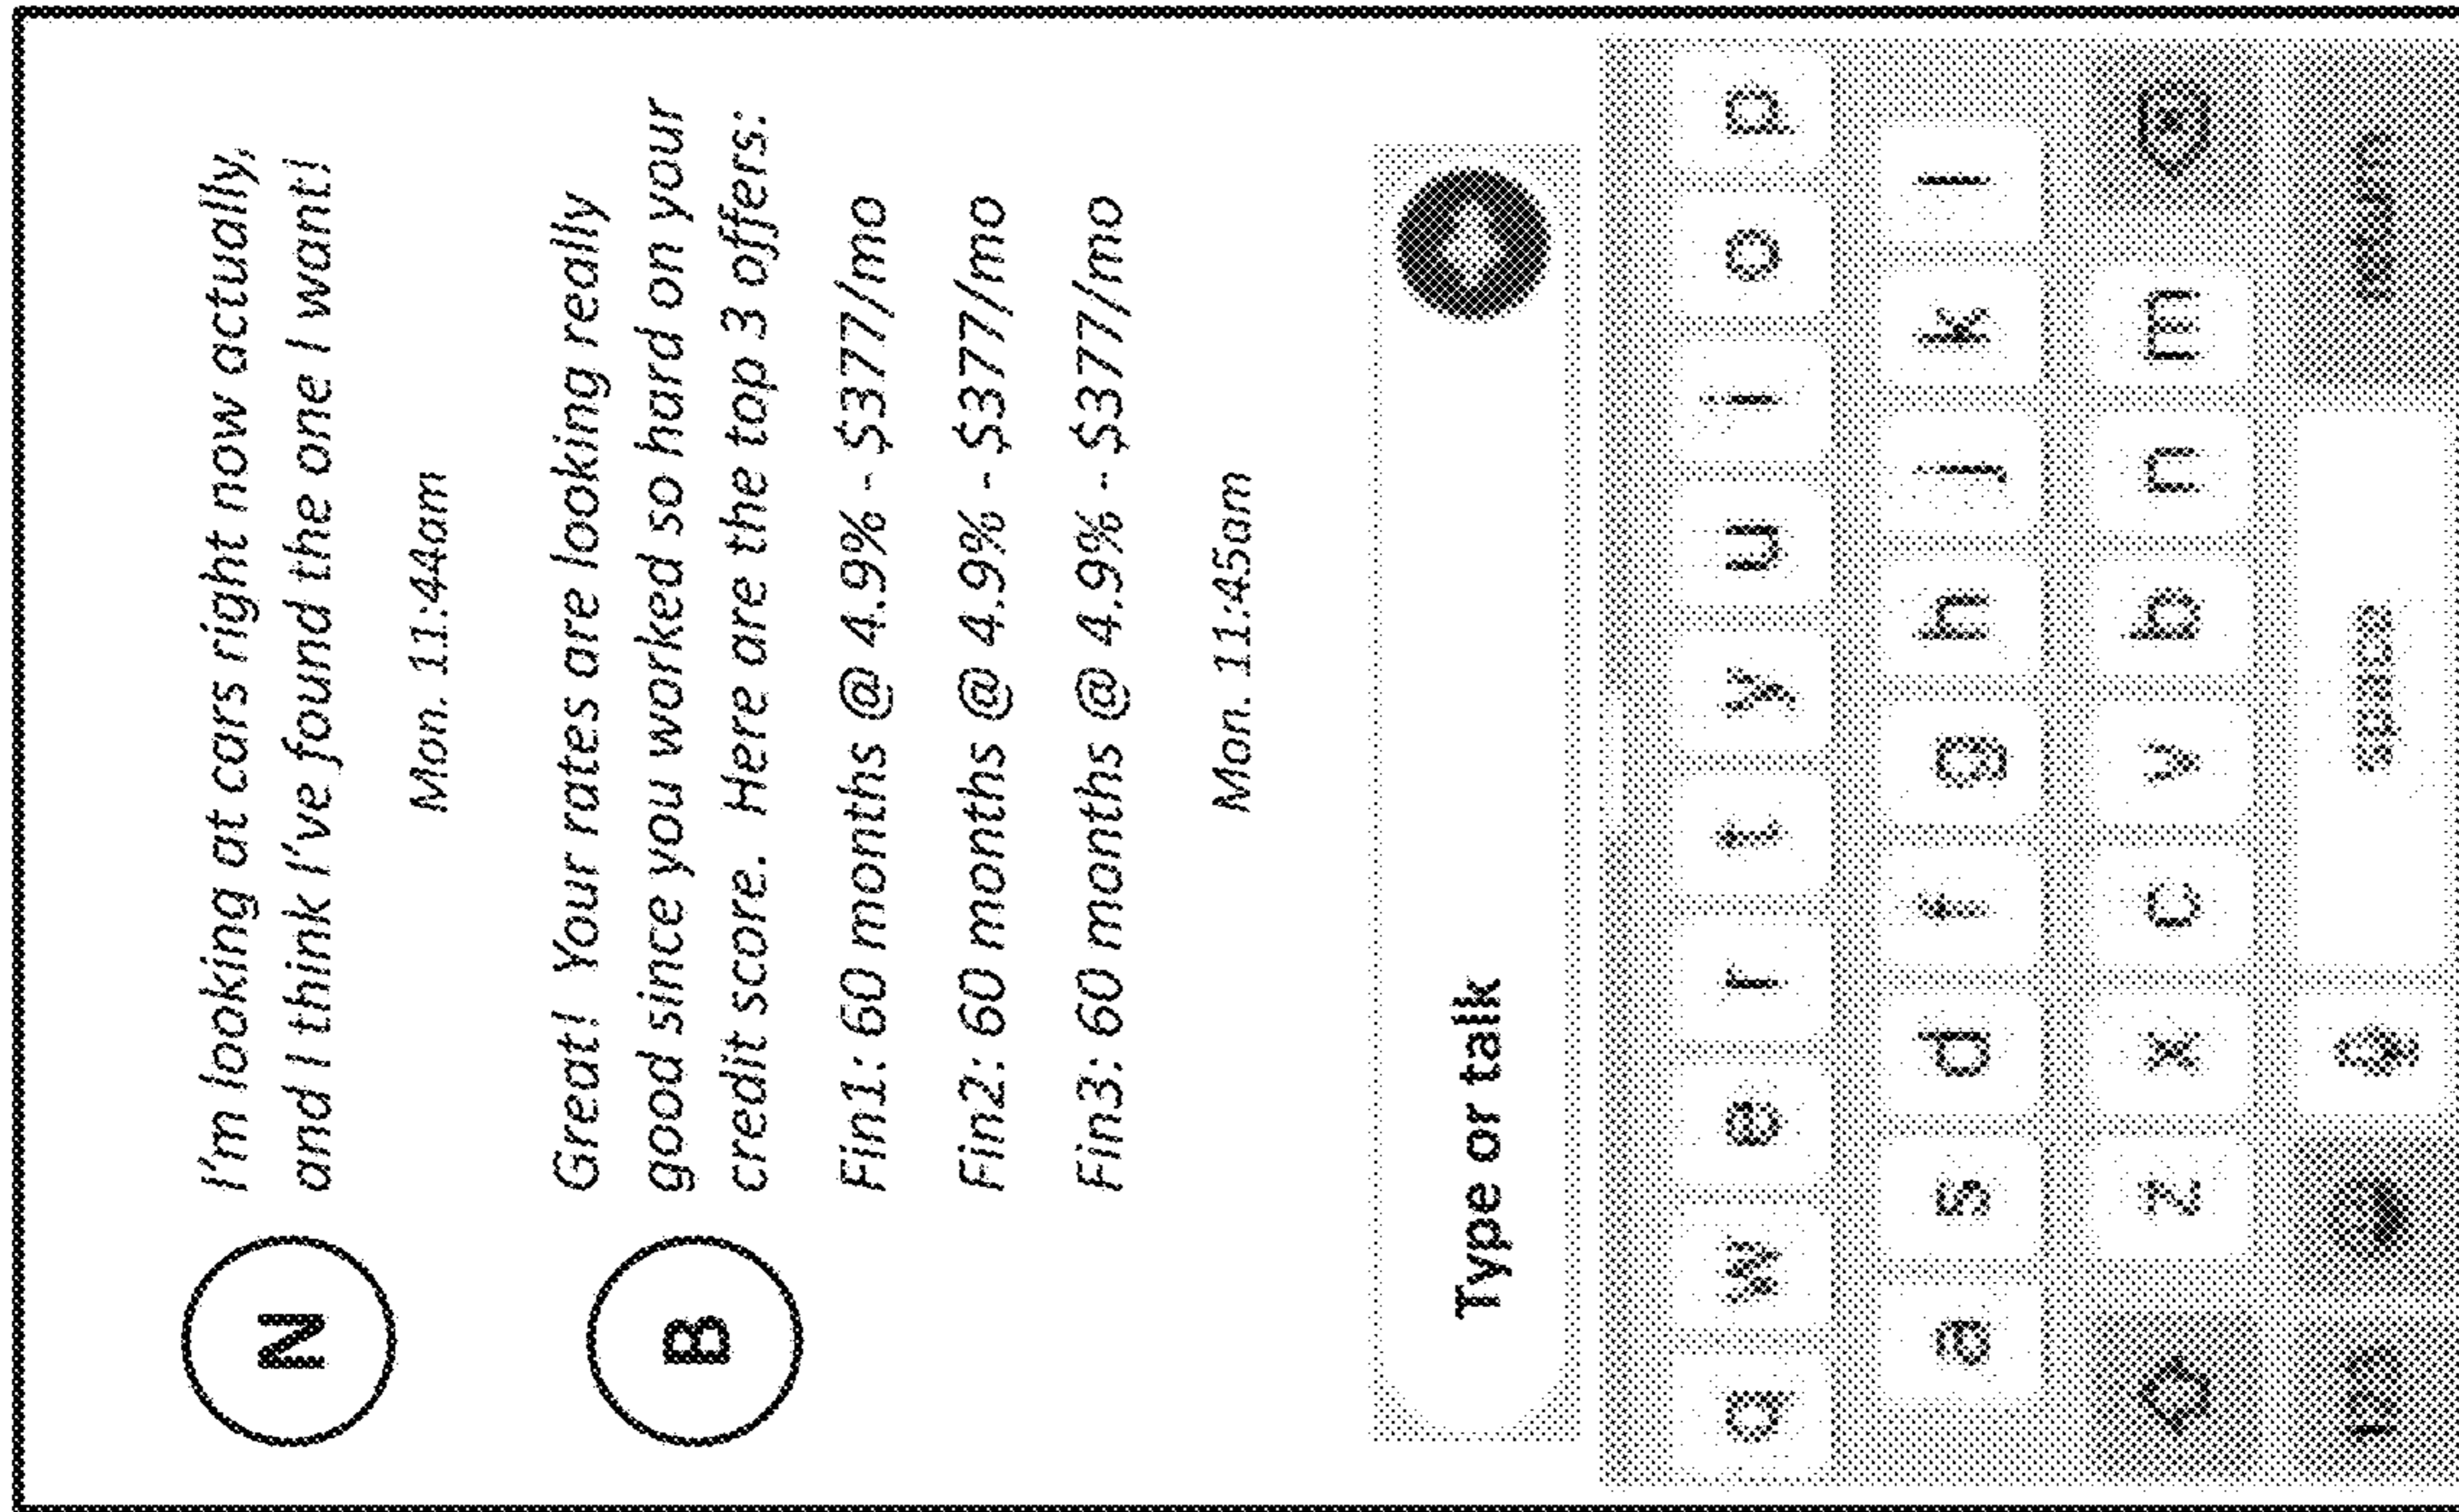 I'm looking at cars right now actually,
and I think I've found the one I want!
N
Mon. 11:44am
Great!  Your rates are looking really
good since you worked so hard on your
credit score.  Here are the top 3 offers:
B
Fin1: 60 months @ 4.9% - $377/mo
Fin2: 60 months @ 4.9% - $377/mo
Fin3: 60 months @ 4.9% - $377/mo
Mon. 11:45am
Type or talk
q w e r t y u i o p
a s d f g h j k l
z x c v b n m
space return